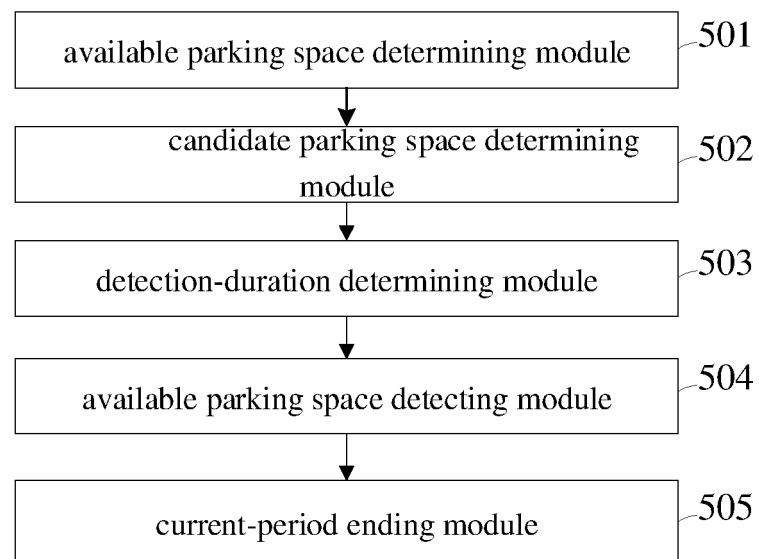 available parking space determining module
501
candidate parking space determining
module
502
detection-duration determining module
503
available parking space detecting module
504
current-period ending module
505